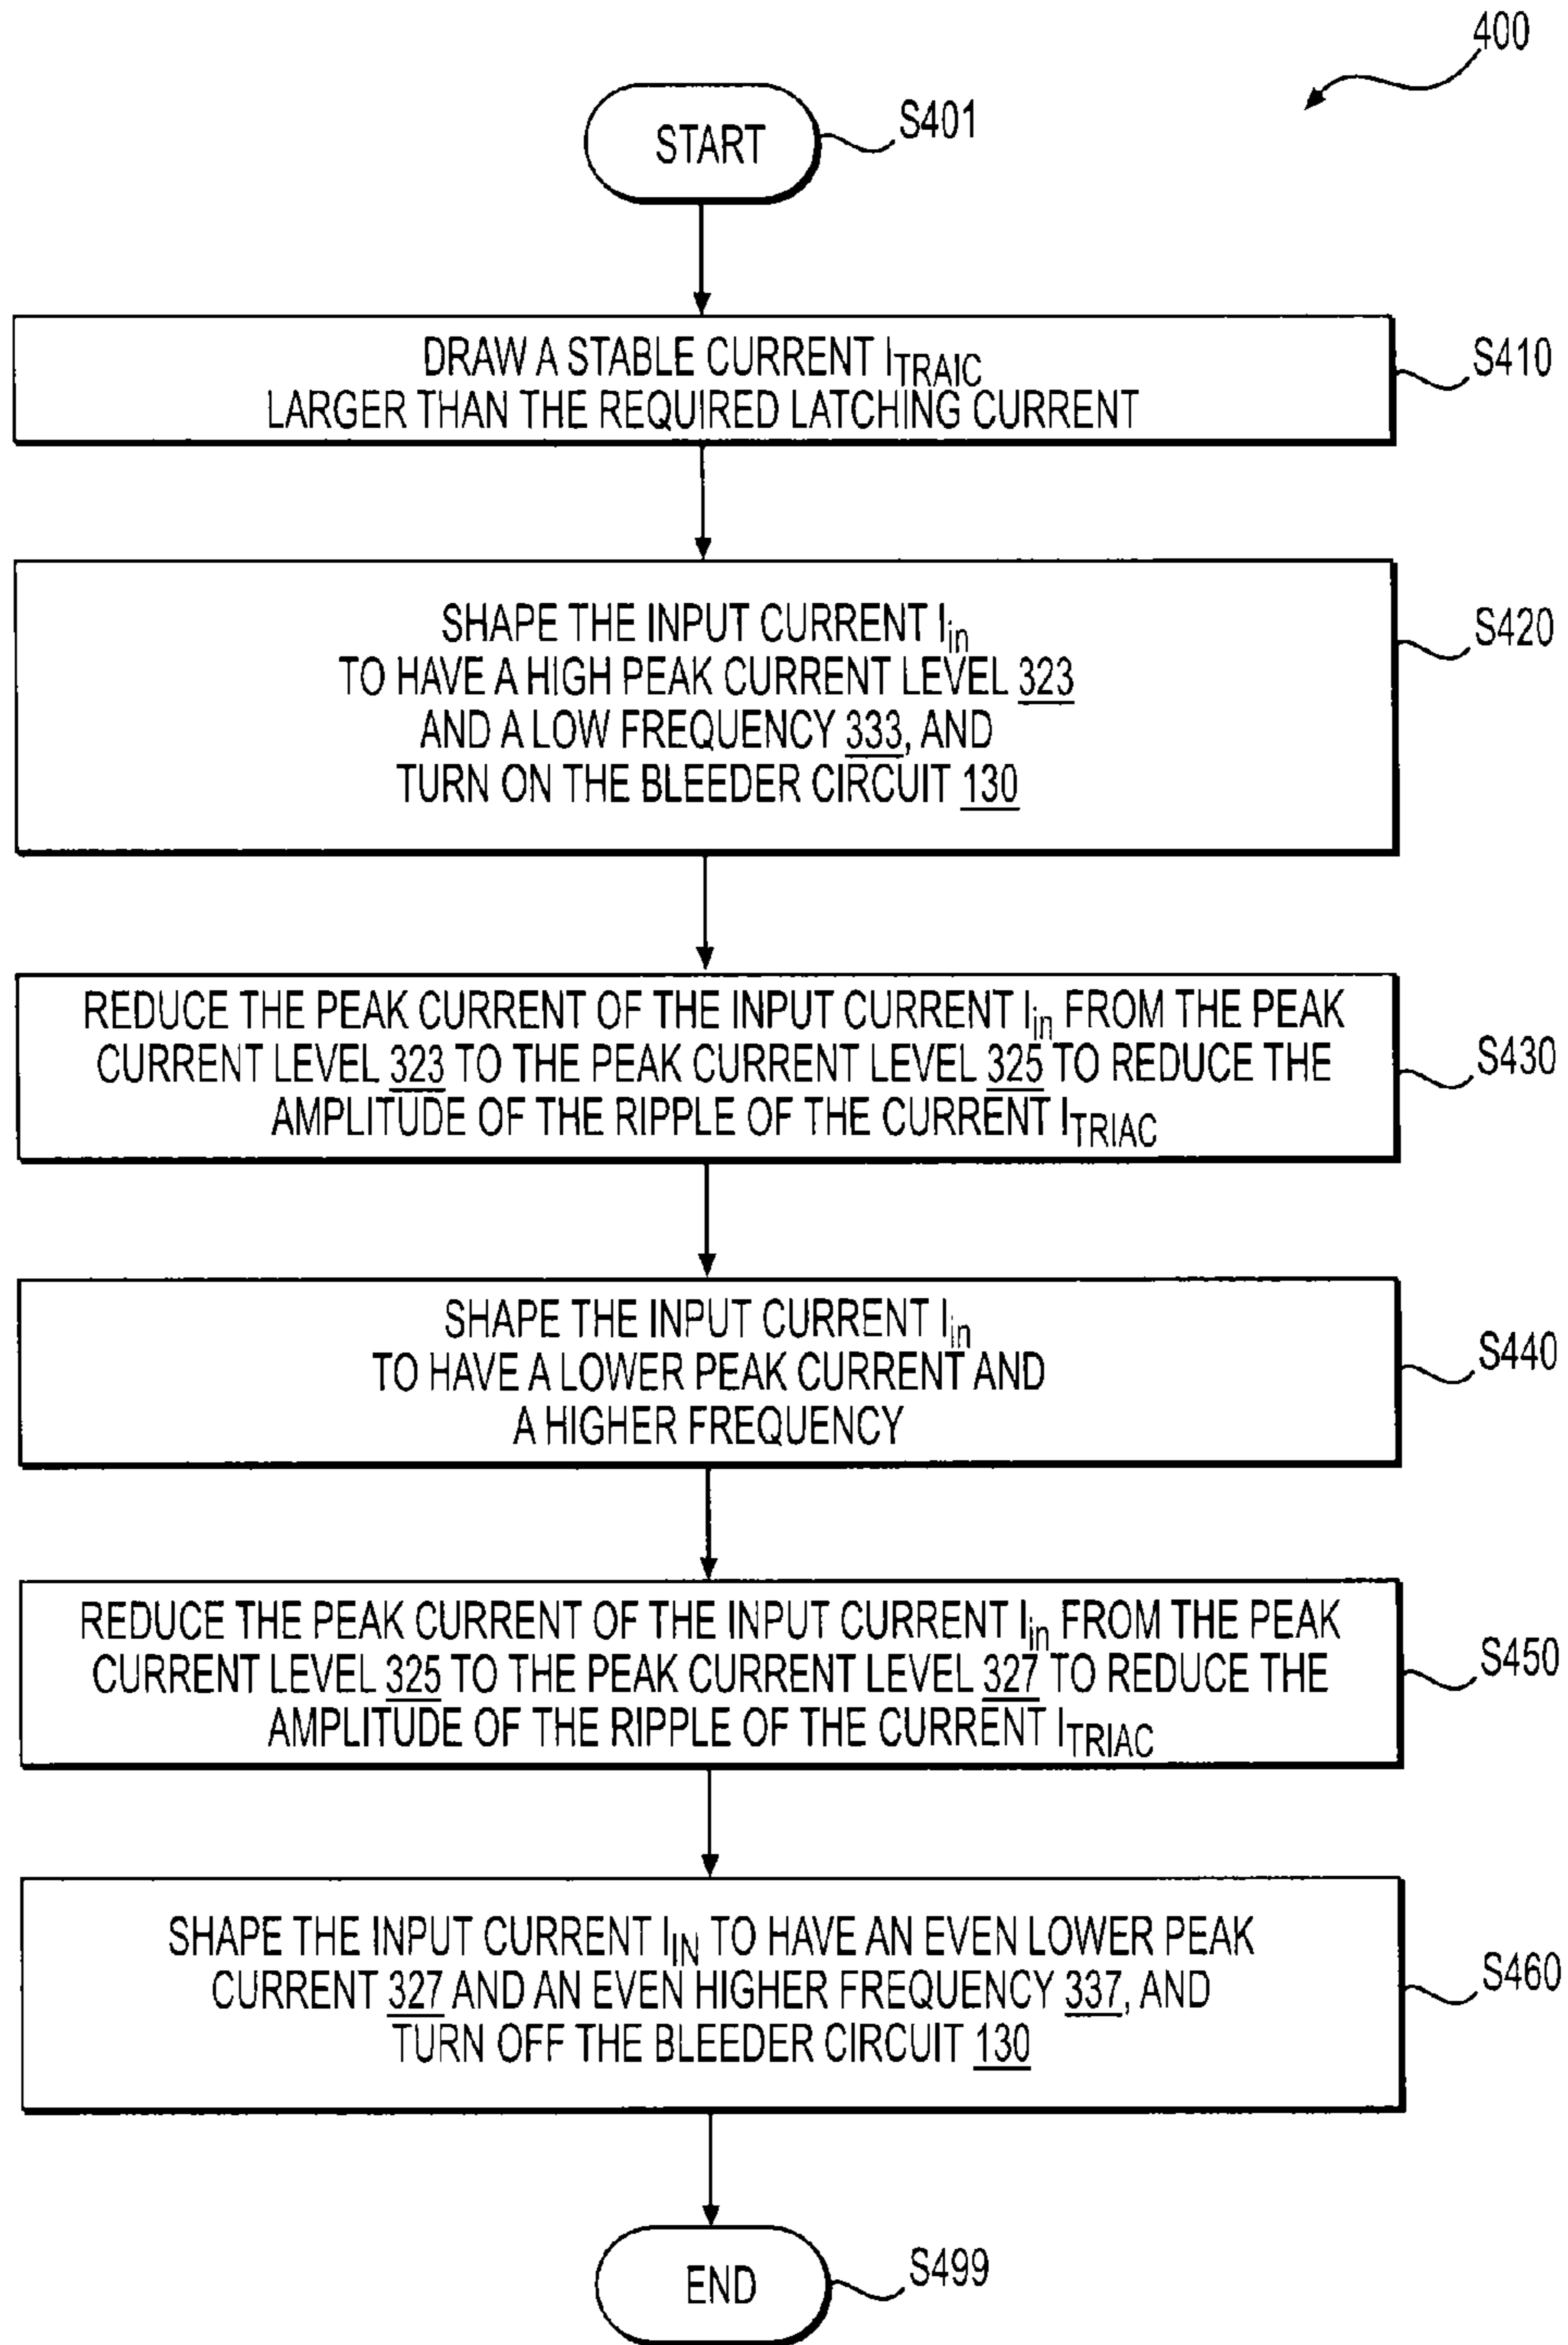 400
START
S401
DRAW A STABLE CURRENT ITRAIC
LARGER THAN THE REQUIRED LATCHING CURRENT
S410
SHAPE THE INPUT CURRENT Iin
TO HAVE A HIGH PEAK CURRENT LEVEL 323
AND A LOW FREQUENCY 333, AND
TURN ON THE BLEEDER CIRCUIT 130
S420
REDUCE THE PEAK CURRENT OF THE INPUT CURRENT Iin FROM THE PEAK
CURRENT LEVEL 323 TO THE PEAK CURRENT LEVEL 325 TO REDUCE THE
AMPLITUDE OF THE RIPPLE OF THE CURRENT ITRIAC
S430
SHAPE THE INPUT CURRENT Iin
TO HAVE A LOWER PEAK CURRENT AND
A HIGHER FREQUENCY
S440
REDUCE THE PEAK CURRENT OF THE INPUT CURRENT Iin FROM THE PEAK
CURRENT LEVEL 325 TO THE PEAK CURRENT LEVEL 327 TO REDUCE THE
AMPLITUDE OF THE RIPPLE OF THE CURRENT ITRIAC
S450
SHAPE THE INPUT CURRENT IIN TO HAVE AN EVEN LOWER PEAK
CURRENT 327 AND AN EVEN HIGHER FREQUENCY 337, AND
TURN OFF THE BLEEDER CIRCUIT 130
S460
END
S499